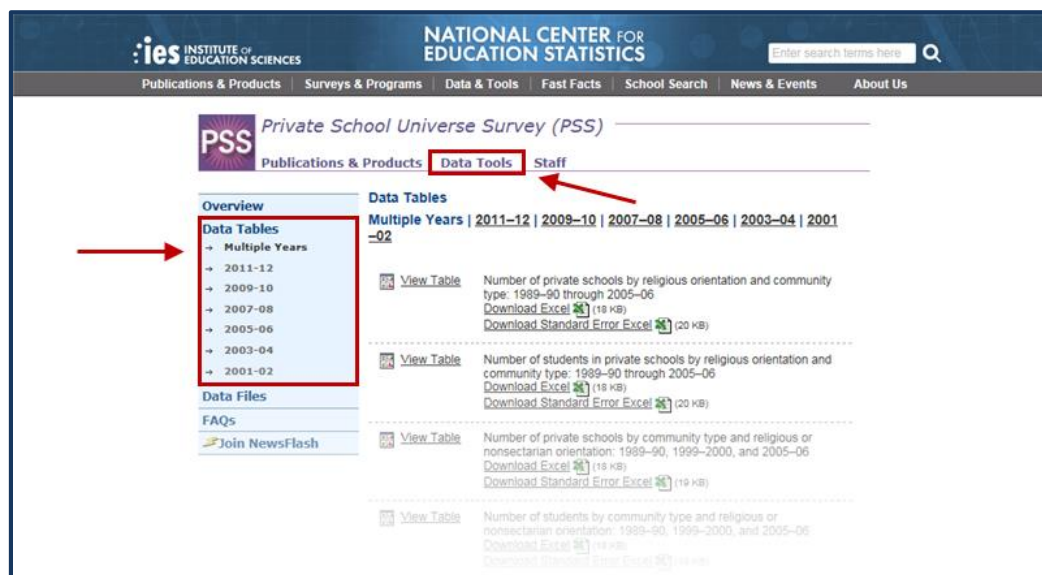 ies INSTITUTE OF
EDUCATION SCIENCES
NATIONAL CENTER FOR
EDUCATION STATISTICS
Enter search terms here
Publications & Products | Surveys & Programs | Data & Tools | Fast Facts | School Search | News & Events About Us
PSS
Private School Universe Survey (PSS)
Publications & Products Data Tools Staff
Overview
Data Tables
Multiple Years
2011-12
2009-10
2007-08
2005-06
2003-04
2001-02
Data Files
FAQs
Join NewsFlash
Data Tables
Multiple Years | 2011–12 | 2009–10 | 2007–08 | 2005–06 | 2003–04 | 2001
–02
View Table
Number of private schools by religious orientation and community
type: 1989–90 through 2005–06
Download Excel (18 KB)
Download Standard Error Excel (20 KB)
View Table
Number of students in private schools by religious orientation and
community type: 1989–90 through 2005–06
Download Excel (18 KB)
Download Standard Error Excel (20 KB)
View Table
Number of private schools by community type and religious or
nonsectarian orientation: 1989–90, 1999–2000, and 2005–06
Download Excel (18 KB)
Download Standard Error Excel (19 KB)
View Table
Number of students by community type and religious or
nonsectarian orientation: 1989–90, 1999–2000, and 2005–06
Download Excel
Download Standard Error Excel